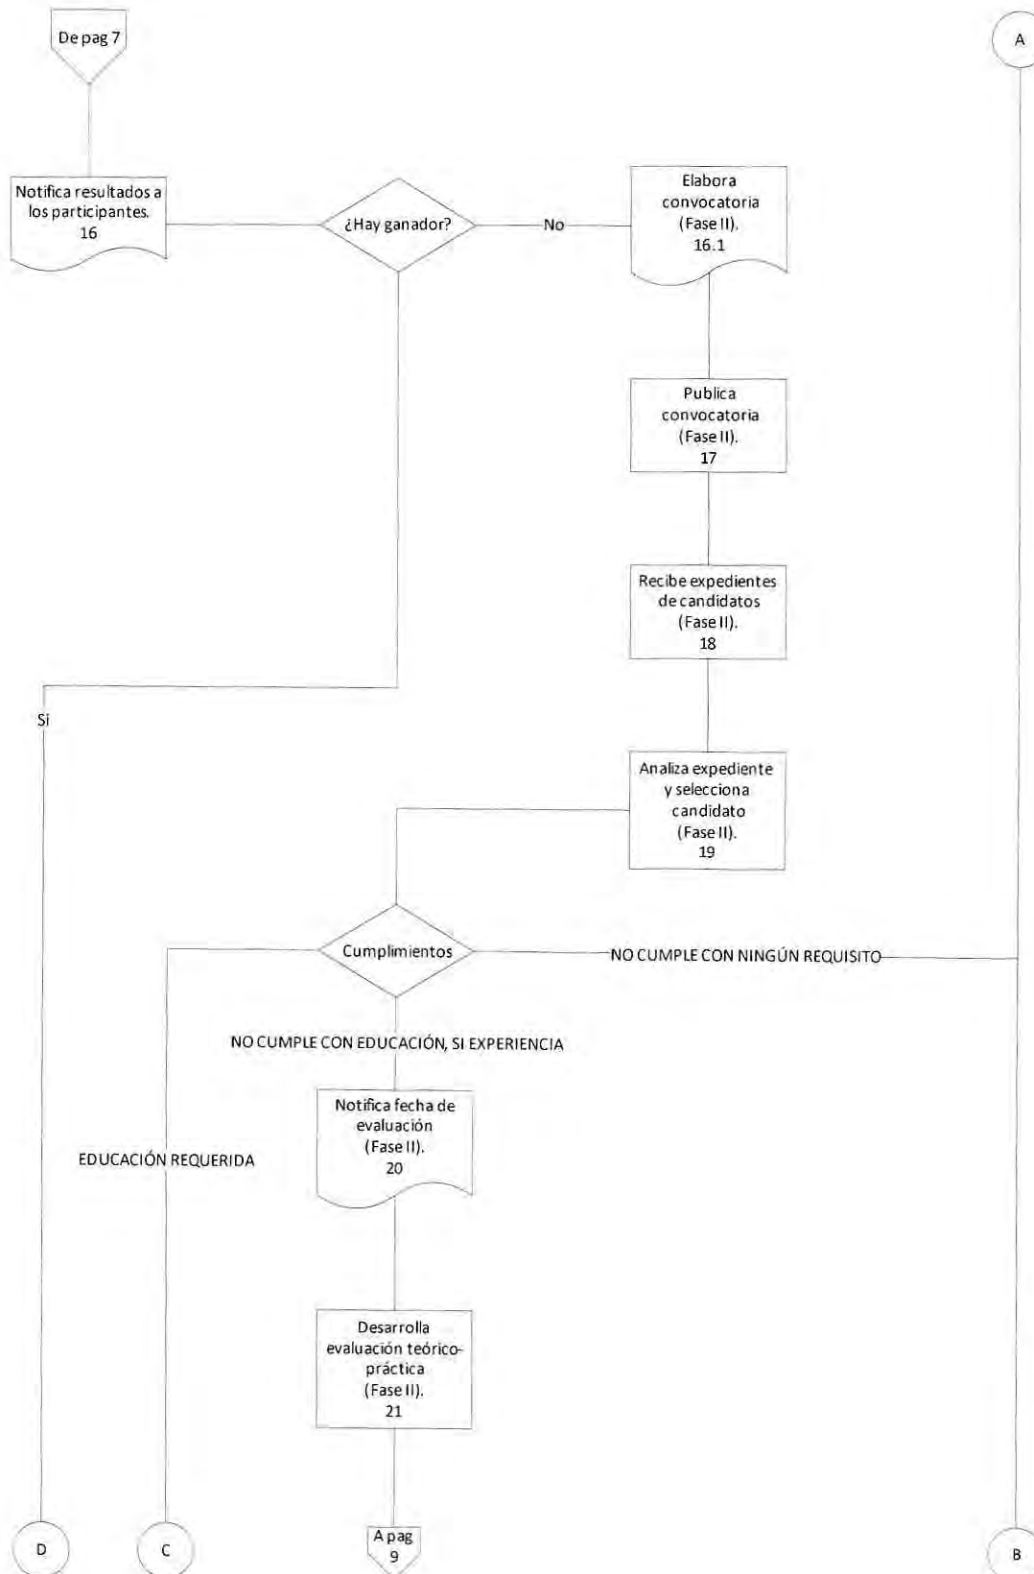 De pag 7
A
Notifica resultados a
los participantes.
16
¿Hay ganador?
No
Elabora
convocatoria
(Fase II).
16.1
Publica
convocatoria
(Fase II).
17
Recibe expedientes
de candidatos
(Fase II).
18
Si
Analiza expediente
y selecciona
candidato
(Fase II).
19
Cumplimientos
NO CUMPLE CON NINGÚN REQUISITO
NO CUMPLE CON EDUCACIÓN, SI EXPERIENCIA
Notifica fecha de
evaluación
(Fase II).
20
EDUCACIÓN REQUERIDA
Desarrolla
evaluación teórico-
práctica
(Fase II).
21
D
C
A pag
9
B